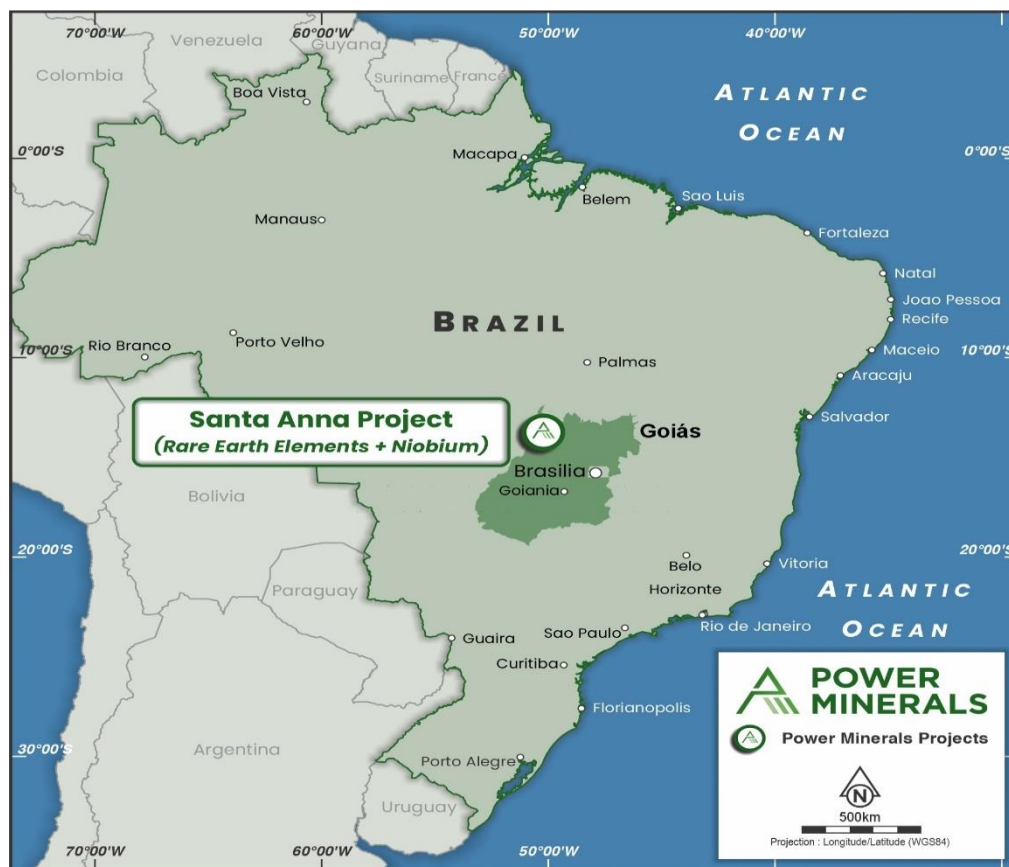 70°00'W
60°00'W
50°00'W
40°00'W
Venezuela
Guyana
Colombia
Suriname
France
Boa Vista
ATLANTIC
OCEAN
0°00'S
Macapa
0°00'S
Belem
Sao Luis
Manaus
Fortaleza
Natal
BRAZIL
Joao Pessoa
Recife
Porto Velho
Rio Branco
Maceio
10°00'S
Palmas
10°00'S
Aracaju
Santa Anna Project
(Rare Earth Elements + Niobium)
Salvador
Goiás
Brasilia
Goiania
Bolivia
20°00'S
20°00'S
Belo
Horizonte
Vitoria
Paraguay
ATLANTIC
OCEAN
Rio de Janeiro
Sao Paulo
Guaira
Curitiba
Florianopolis
POWER
MINERALS
Power Minerals Projects
Argentina
30°00'S
Porto Alegre
N
500km
Uruguay
Projection : Longitude/Latitude (WGS84)
70°00'W
60°00'W
50°00'W
40°00'W